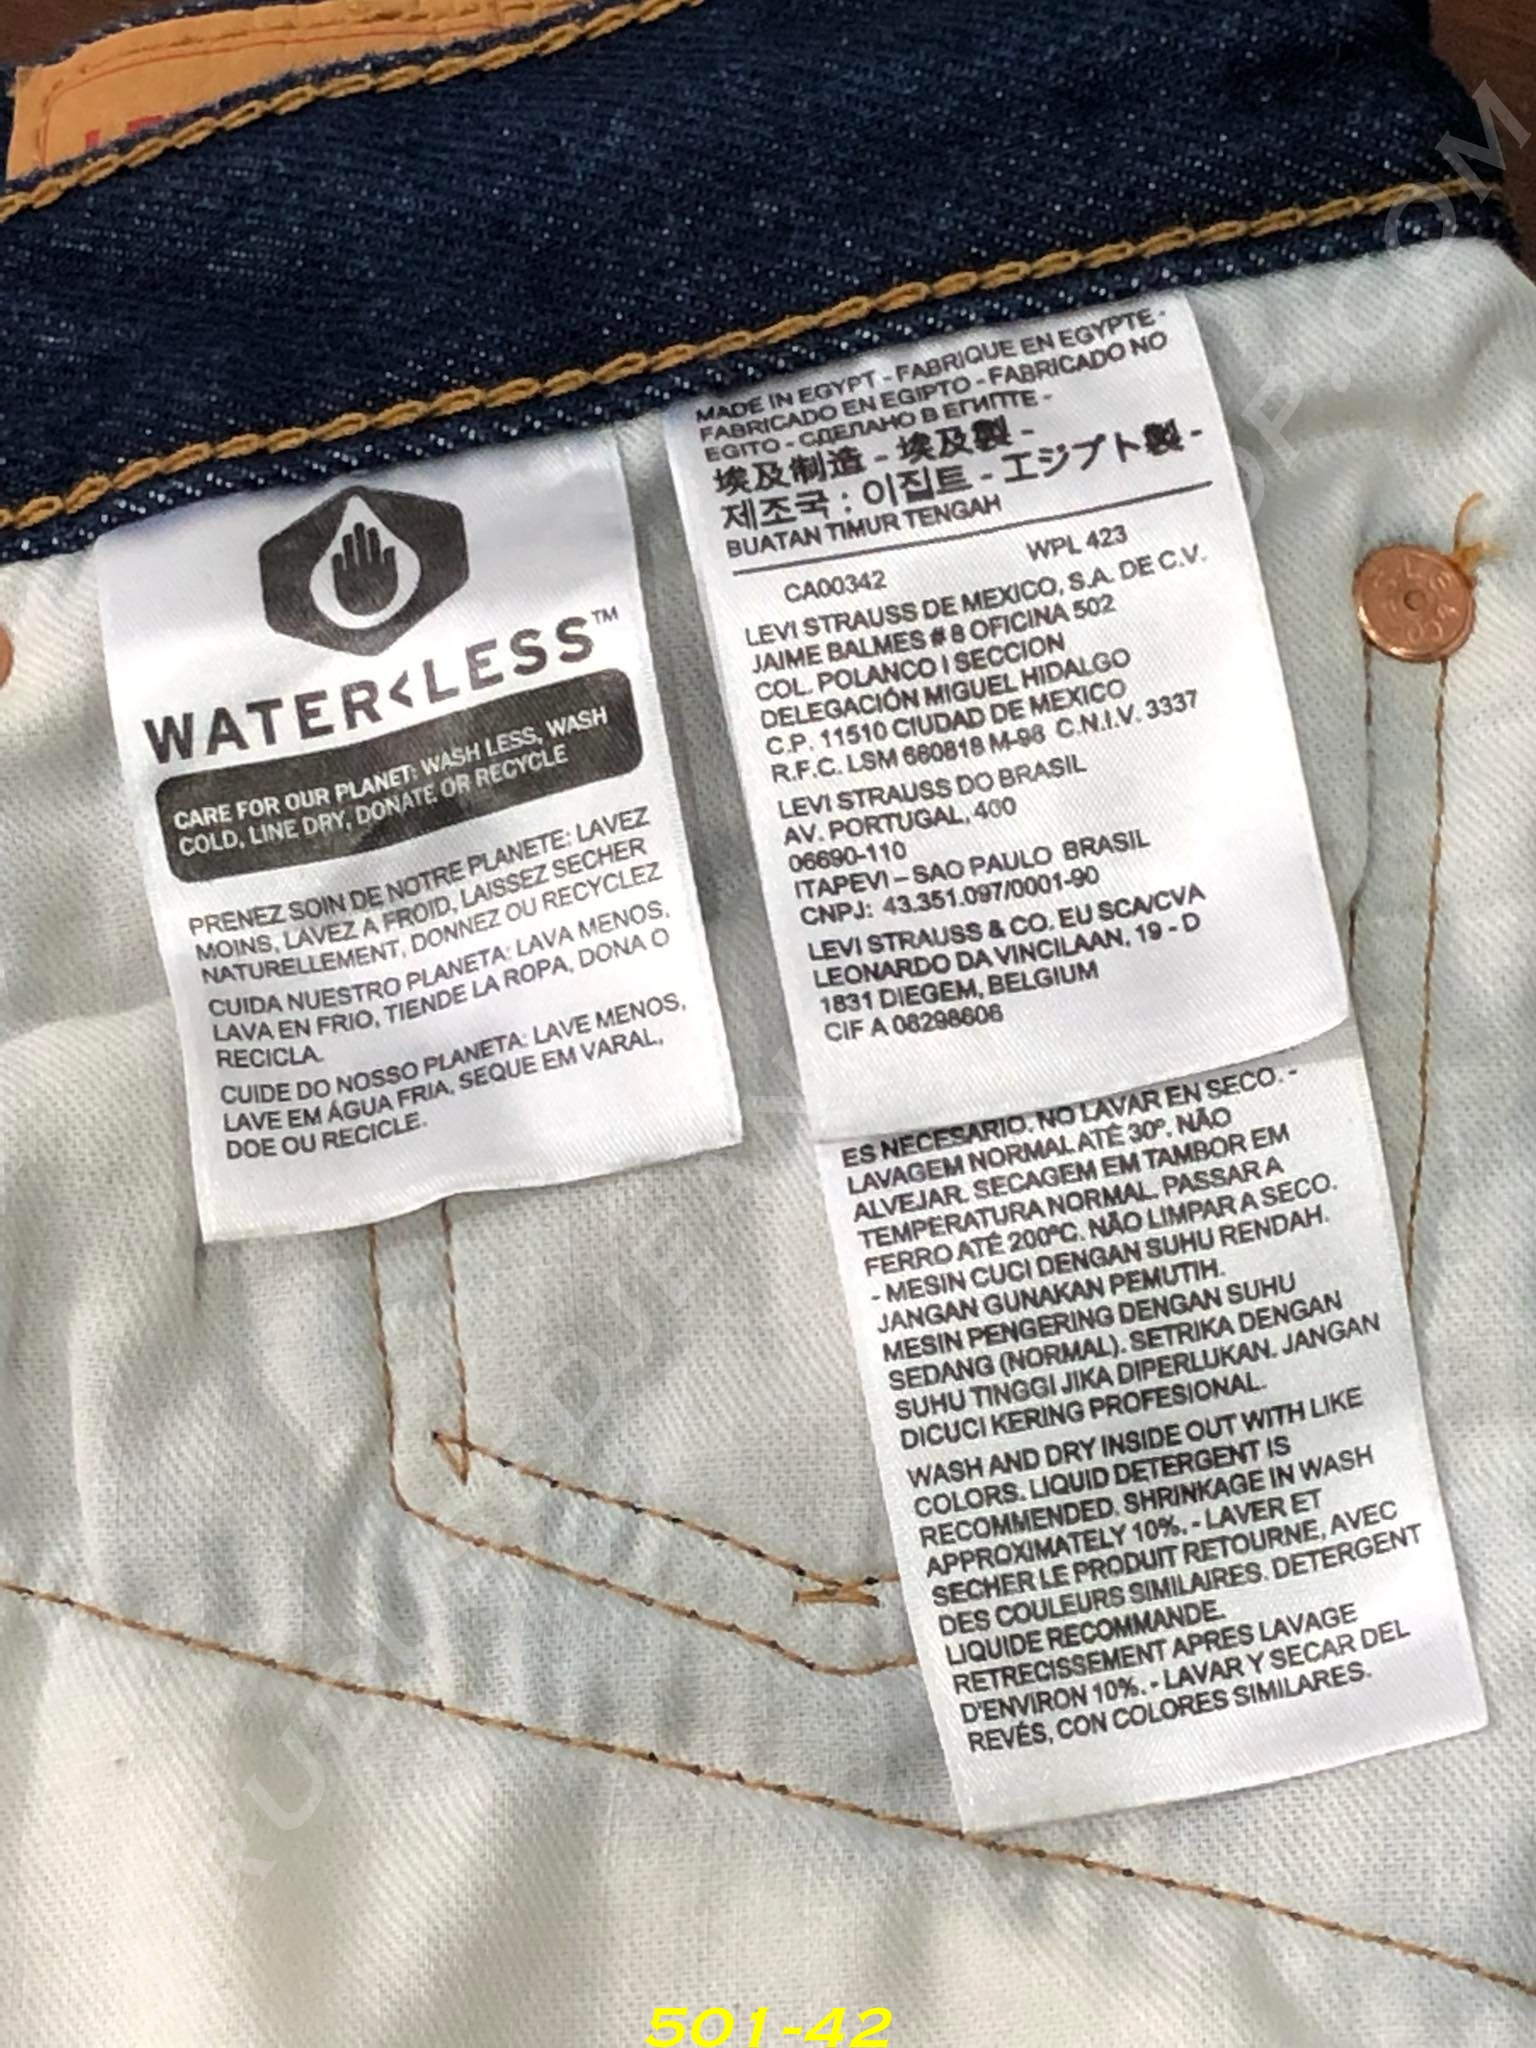 WATER<LESS™
CARE FOR OUR PLANET: WASH LESS, WASH
COLD, LINE DRY, DONATE OR RECYCLE
PRENEZ SOIN DE NOTRE PLANETE: LAVEZ
MOINS, LAVEZ A FROID, LAISSEZ SECHER
NATURELLEMENT, DONNEZ OU RECYCLEZ
CUIDA NUESTRO PLANETA: LAVA MENOS,
LAVA EN FRIO, TIENDE LA ROPA, DONA O
RECICLA.
CUIDE DO NOSSO PLANETA: LAVE MENOS,
LAVE EM ÁGUA FRIA, SEQUE EM VARAL,
DOE OU RECICLE.
MADE IN EGYPT - FABRIQUE EN EGYPTE -
FABRICADO EN EGIPTO - FABRICADO NO
EGITO - СДЕЛАНО В ЕГИПТЕ -
埃及制造 - 埃及製 -
제조국 : 이집트 - エジプト製 -
BUATAN TIMUR TENGAH
CA00342 WPL 423
LEVI STRAUSS DE MEXICO, S.A. DE C.V.
JAIME BALMES # 8 OFICINA 502
COL. POLANCO I SECCION
DELEGACIÓN MIGUEL HIDALGO
C.P. 11510 CIUDAD DE MEXICO
R.F.C. LSM 660818 M-98 C.N.I.V. 3337
LEVI STRAUSS DO BRASIL
AV. PORTUGAL, 400
06690-110
ITAPEVI – SAO PAULO BRASIL
CNPJ: 43.351.097/0001-90
LEVI STRAUSS & CO. EU SCA/CVA
LEONARDO DA VINCILAAN, 19 - D
1831 DIEGEM, BELGIUM
CIF A 08298606
ES NECESARIO. NO LAVAR EN SECO. -
LAVAGEM NORMAL ATÉ 30º. NÃO
ALVEJAR. SECAGEM EM TAMBOR EM
TEMPERATURA NORMAL. PASSAR A
FERRO ATÉ 200ºC. NÃO LIMPAR A SECO.
- MESIN CUCI DENGAN SUHU RENDAH.
JANGAN GUNAKAN PEMUTIH.
MESIN PENGERING DENGAN SUHU
SEDANG (NORMAL). SETRIKA DENGAN
SUHU TINGGI JIKA DIPERLUKAN. JANGAN
DICUCI KERING PROFESIONAL.
WASH AND DRY INSIDE OUT WITH LIKE
COLORS. LIQUID DETERGENT IS
RECOMMENDED. SHRINKAGE IN WASH
APPROXIMATELY 10%. - LAVER ET
SECHER LE PRODUIT RETOURNE, AVEC
DES COULEURS SIMILAIRES. DETERGENT
LIQUIDE RECOMMANDE.
RETRECISSEMENT APRES LAVAGE
D'ENVIRON 10%. - LAVAR Y SECAR DEL
REVÉS, CON COLORES SIMILARES.
501-42